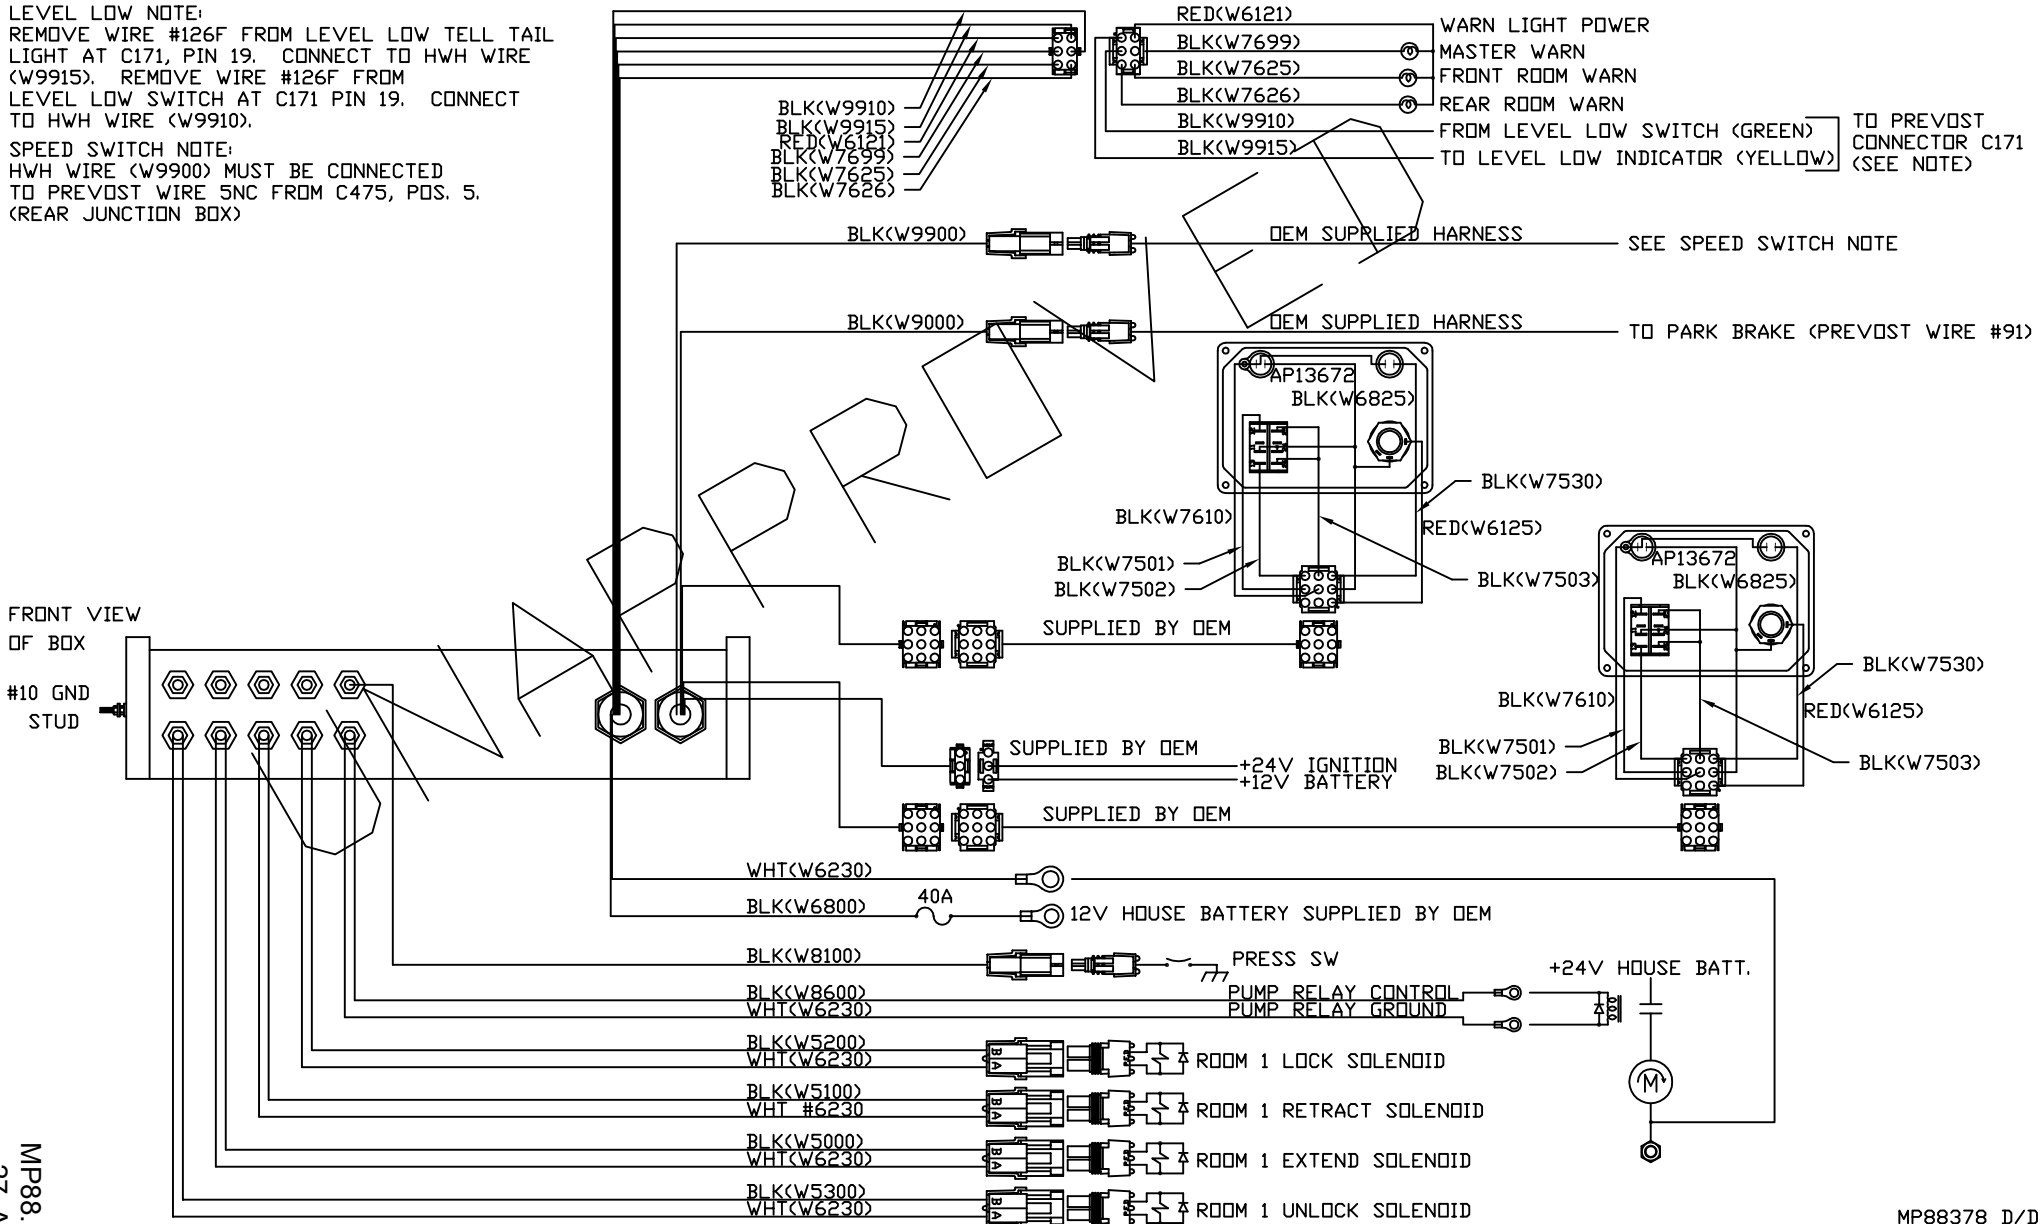 LEVEL LOW NOTE:
REMOVE WIRE #126F FROM LEVEL LOW TELL TAIL
LIGHT AT C171, PIN 19. CONNECT TO HWH WIRE
(W9915). REMOVE WIRE #126F FROM
LEVEL LOW SWITCH AT C171 PIN 19. CONNECT
TO HWH WIRE (W9910).
SPEED SWITCH NOTE:
HWH WIRE (W9900) MUST BE CONNECTED
TO PREVOST WIRE 5NC FROM C475, POS. 5.
(REAR JUNCTION BOX)
BLK(W9910)
BLK(W9915)
RED(W6121)
BLK(W7699)
BLK(W7625)
BLK(W7626)
RED(W6121)
BLK(W7699)
BLK(W7625)
BLK(W7626)
BLK(W9910)
BLK(W9915)
WARN LIGHT POWER
MASTER WARN
FRONT ROOM WARN
REAR ROOM WARN
FROM LEVEL LOW SWITCH (GREEN)
TO LEVEL LOW INDICATOR (YELLOW)
TO PREVOST
CONNECTOR C171
(SEE NOTE)
BLK(W9900)
OEM SUPPLIED HARNESS
SEE SPEED SWITCH NOTE
BLK(W9000)
OEM SUPPLIED HARNESS
TO PARK BRAKE (PREVOST WIRE #91)
AP13672
BLK(W6825)
BLK(W7530)
BLK(W7610)
RED(W6125)
BLK(W7501)
BLK(W7502)
BLK(W7503)
AP13672
BLK(W6825)
BLK(W7530)
BLK(W7610)
RED(W6125)
BLK(W7501)
BLK(W7502)
BLK(W7503)
FRONT VIEW
OF BOX
#10 GND
STUD
SUPPLIED BY OEM
SUPPLIED BY OEM
+24V IGNITION
+12V BATTERY
SUPPLIED BY OEM
WHT(W6230)
BLK(W6800)
40A
12V HOUSE BATTERY SUPPLIED BY OEM
BLK(W8100)
PRESS SW
+24V HOUSE BATT.
BLK(W8600)
PUMP RELAY CONTROL
WHT(W6230)
PUMP RELAY GROUND
M
BLK(W5200)
WHT(W6230)
B
A
ROOM 1 LOCK SOLENOID
BLK(W5100)
WHT #6230
B
A
ROOM 1 RETRACT SOLENOID
BLK(W5000)
WHT(W6230)
B
A
ROOM 1 EXTEND SOLENOID
BLK(W5300)
WHT(W6230)
B
A
ROOM 1 UNLOCK SOLENOID
MP88378 D/D
MP88.